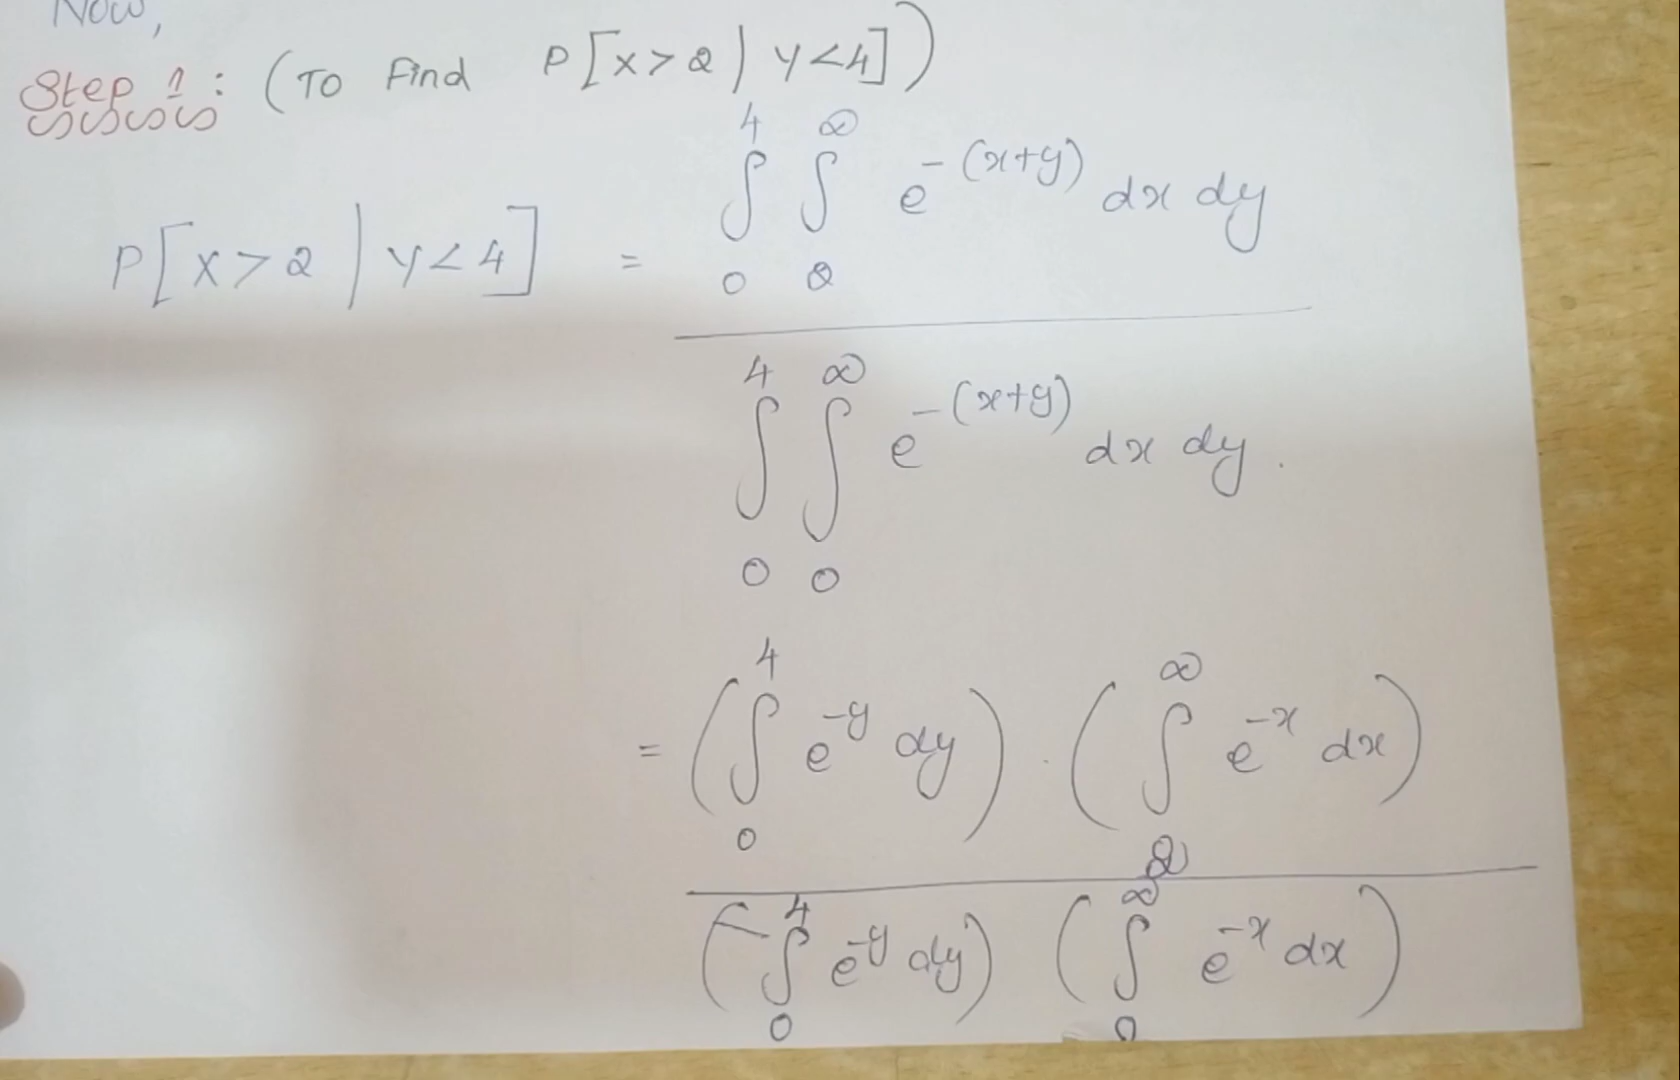 Now,
Step 1: (To Find P[X>2 | Y<4])
P[X>2 | Y<4] = ∫₀⁴ ∫₂^∞ e^-(x+y) dx dy
∫₀⁴ ∫₀^∞ e^-(x+y) dx dy.
= (∫₀⁴ e^-y dy) . (∫₂^∞ e^-x dx)
(∫₀⁴ e^-y dy) (∫₀^∞ e^-x dx)